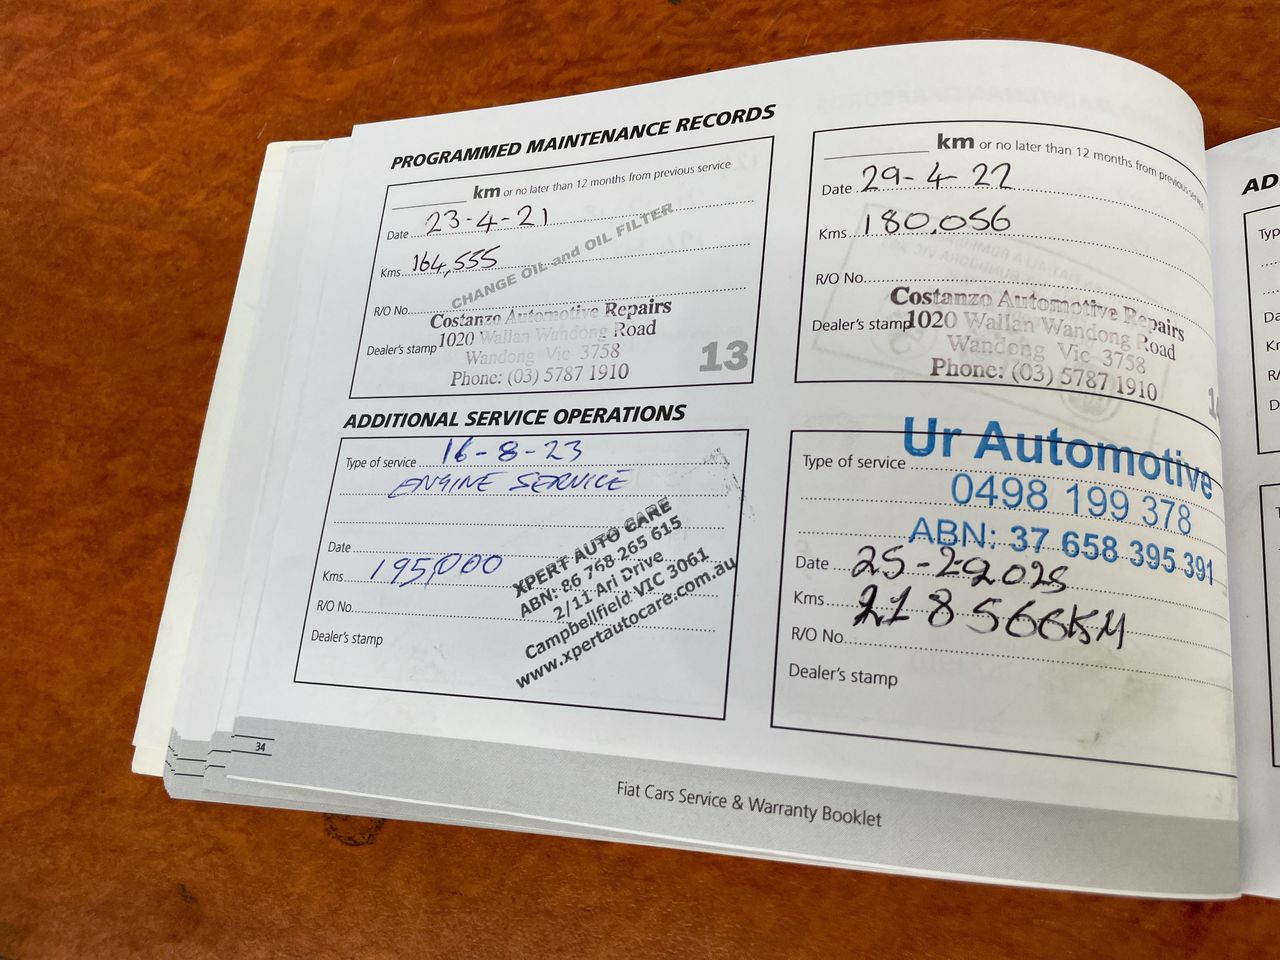 PROGRAMMED MAINTENANCE RECORDS
km or no later than 12 months from previous service
Date 23-4-21
Kms 164,555
CHANGE OIL and OIL FILTER
R/O No.
Costanzo Automotive Repairs
Dealer's stamp 1020 Wallan Wandong Road
Wandong Vic 3758
Phone: (03) 5787 1910
13
km or no later than 12 months from previous service
Date 29-4-22
Kms 180,056
R/O No.
Costanzo Automotive Repairs
Dealer's stamp 1020 Wallan Wandong Road
Wandong Vic 3758
Phone: (03) 5787 1910
ADDITIONAL SERVICE OPERATIONS
Type of service 16-8-23
ENGINE SERVICE
Date
Kms 195,000
R/O No.
Dealer's stamp
XPERT AUTO CARE
ABN: 86 768 265 615
2/11 Ari Drive
Campbellfield VIC 3061
www.xpertautocare.com.au
Ur Automotive
Type of service
0498 199 378
ABN: 37 658 395 391
Date 25-2-2025
Kms 218566KM
R/O No.
Dealer's stamp
34
Fiat Cars Service & Warranty Booklet